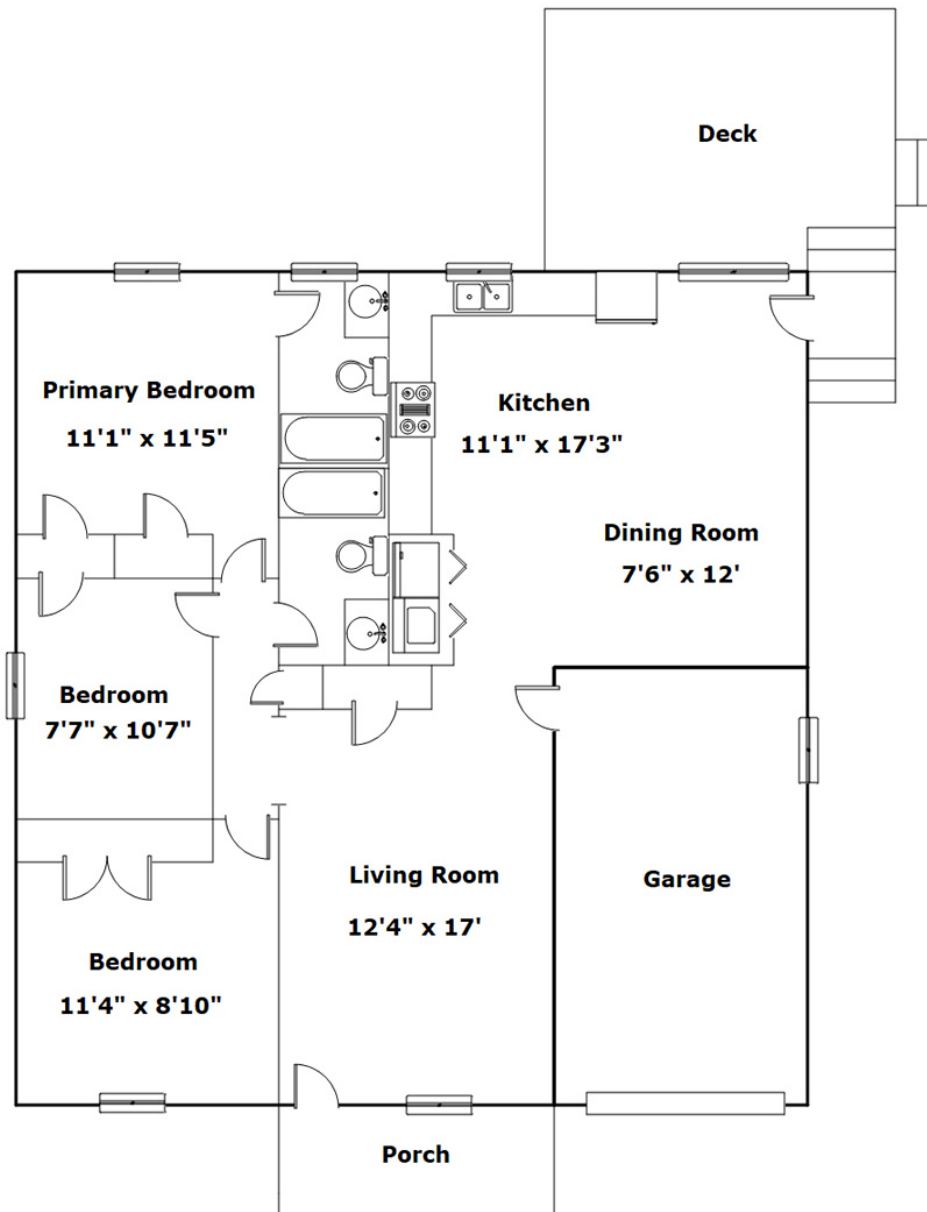 Deck
Primary Bedroom
11'1" x 11'5"
Kitchen
11'1" x 17'3"
Dining Room
7'6" x 12'
Bedroom
7'7" x 10'7"
Living Room
12'4" x 17'
Garage
Bedroom
11'4" x 8'10"
Porch